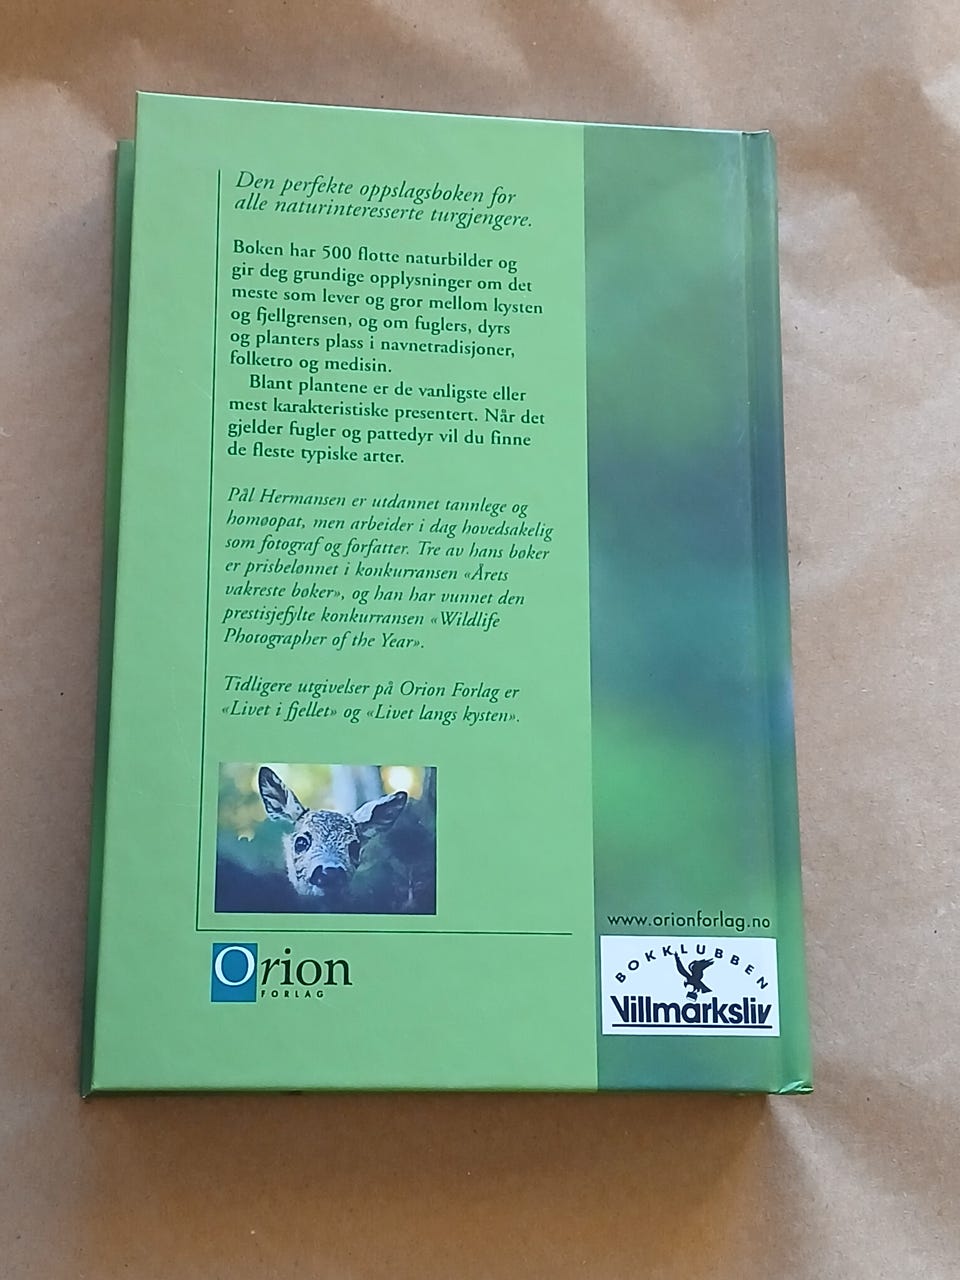 Den perfekte oppslagsboken for
alle naturinteresserte turgjengere.
Boken har 500 flotte naturbilder og
gir deg grundige opplysninger om det
meste som lever og gror mellom kysten
og fjellgrensen, og om fuglers, dyrs
og planters plass i navnetradisjoner,
folketro og medisin.
Blant plantene er de vanligste eller
mest karakteristiske presentert. Når det
gjelder fugler og pattedyr vil du finne
de fleste typiske arter.
Pål Hermansen er utdannet tannlege og
homøopat, men arbeider i dag hovedsakelig
som fotograf og forfatter. Tre av hans bøker
er prisbelønnet i konkurransen «Årets
vakreste bøker», og han har vunnet den
prestisjefylte konkurransen «Wildlife
Photographer of the Year».
Tidligere utgivelser på Orion Forlag er
«Livet i fjellet» og «Livet langs kysten».
www.orionforlag.no
Orion
FORLAG
BOKKLUBBEN
Villmarksliv